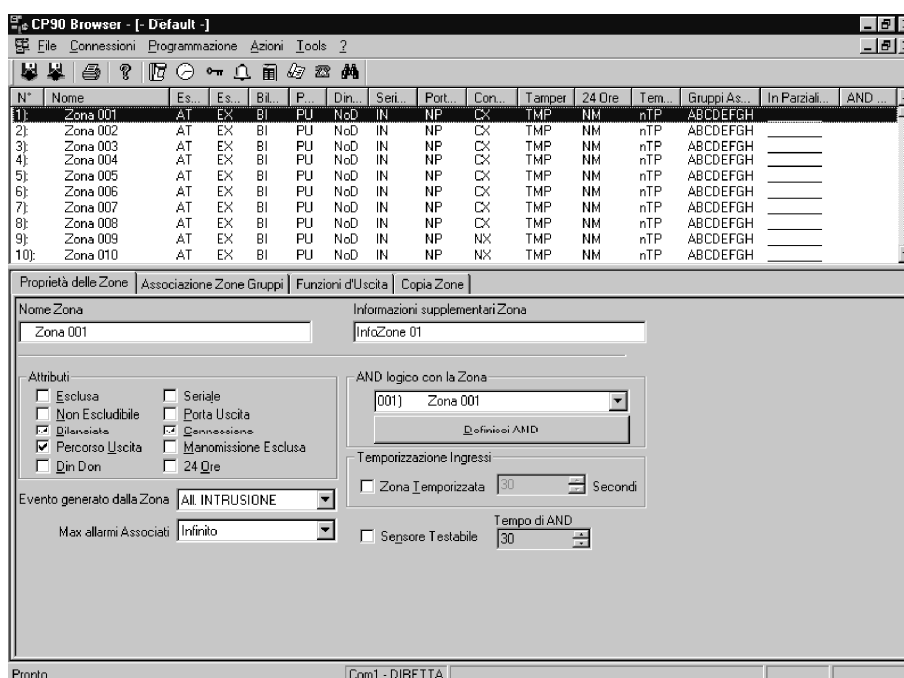 CP90 Browser - [- Default -]
File Connessioni Programmazione Azioni Tools ?
N° Nome Es... Es... Bil... P... Din... Seri... Port... Con... Tamper 24 Ore Tem... Gruppi As... In Parziali... AND ...
1): Zona 001 AT EX BI PU NoD IN NP CX TMP NM nTP ABCDEFGH ________
2): Zona 002 AT EX BI PU NoD IN NP CX TMP NM nTP ABCDEFGH ________
3): Zona 003 AT EX BI PU NoD IN NP CX TMP NM nTP ABCDEFGH ________
4): Zona 004 AT EX BI PU NoD IN NP CX TMP NM nTP ABCDEFGH ________
5): Zona 005 AT EX BI PU NoD IN NP CX TMP NM nTP ABCDEFGH ________
6): Zona 006 AT EX BI PU NoD IN NP CX TMP NM nTP ABCDEFGH ________
7): Zona 007 AT EX BI PU NoD IN NP CX TMP NM nTP ABCDEFGH ________
8): Zona 008 AT EX BI PU NoD IN NP CX TMP NM nTP ABCDEFGH ________
9): Zona 009 AT EX BI PU NoD IN NP NX TMP NM nTP ABCDEFGH ________
10): Zona 010 AT EX BI PU NoD IN NP NX TMP NM nTP ABCDEFGH ________
Proprietà delle Zone Associazione Zone Gruppi Funzioni d'Uscita Copia Zone
Nome Zona Informazioni supplementari Zona
Zona 001 InfoZone 01
Attributi AND logico con la Zona
Esclusa Seriale 001) Zona 001
Non Escludibile Porta Uscita
Bilanciata Connessione Definisci AND
Percorso Uscita Manomissione Esclusa
Din Don 24 Ore
Temporizzazione Ingressi
Zona Temporizzata 30 Secondi
Evento generato dalla Zona All. INTRUSIONE
Max allarmi Associati Infinito
Sensore Testabile Tempo di AND
30
Pronto Com1 - DIRETTA